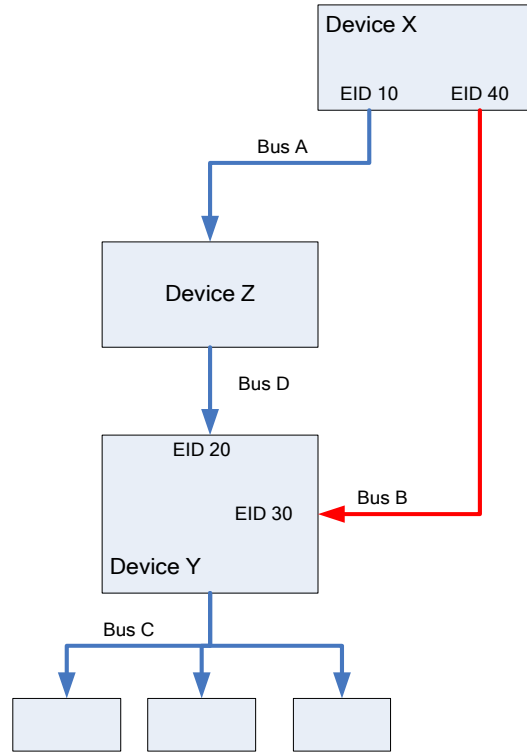 Device X
EID 10
EID 40
Bus A
Device Z
Bus D
EID 20
EID 30
Bus B
Device Y
Bus C